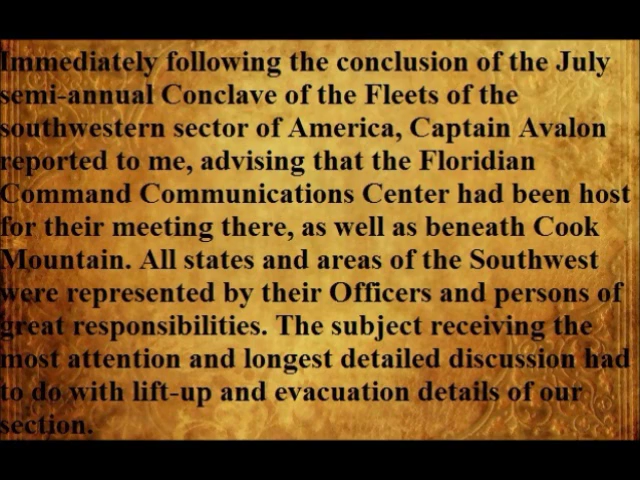 Immediately following the conclusion of the July
semi-annual Conclave of the Fleets of the
southwestern sector of America, Captain Avalon
reported to me, advising that the Floridian
Command Communications Center had been host
for their meeting there, as well as beneath Cook
Mountain. All states and areas of the Southwest
were represented by their Officers and persons of
great responsibilities. The subject receiving the
most attention and longest detailed discussion had
to do with lift-up and evacuation details of our
section.